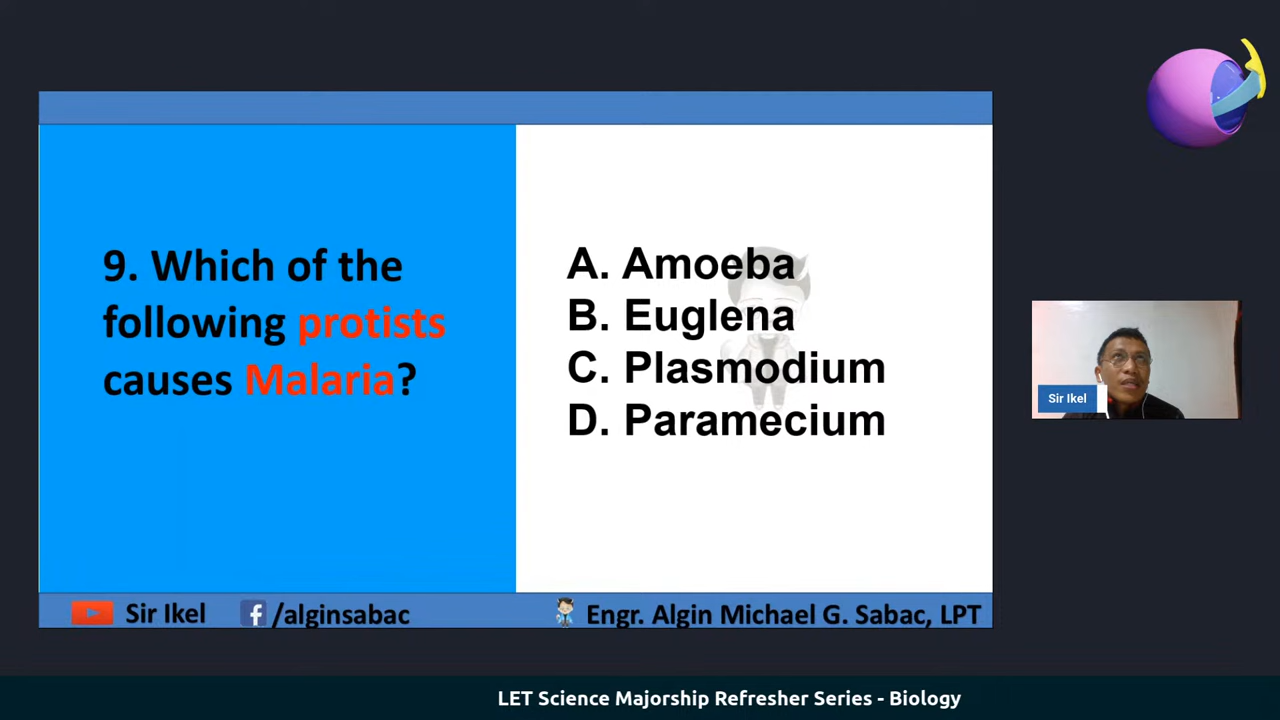 9. Which of the
following protists
causes Malaria?
A. Amoeba
B. Euglena
C. Plasmodium
D. Paramecium
Sir Ikel
Sir Ikel
/alginsabac
Engr. Algin Michael G. Sabac, LPT
LET Science Majorship Refresher Series - Biology